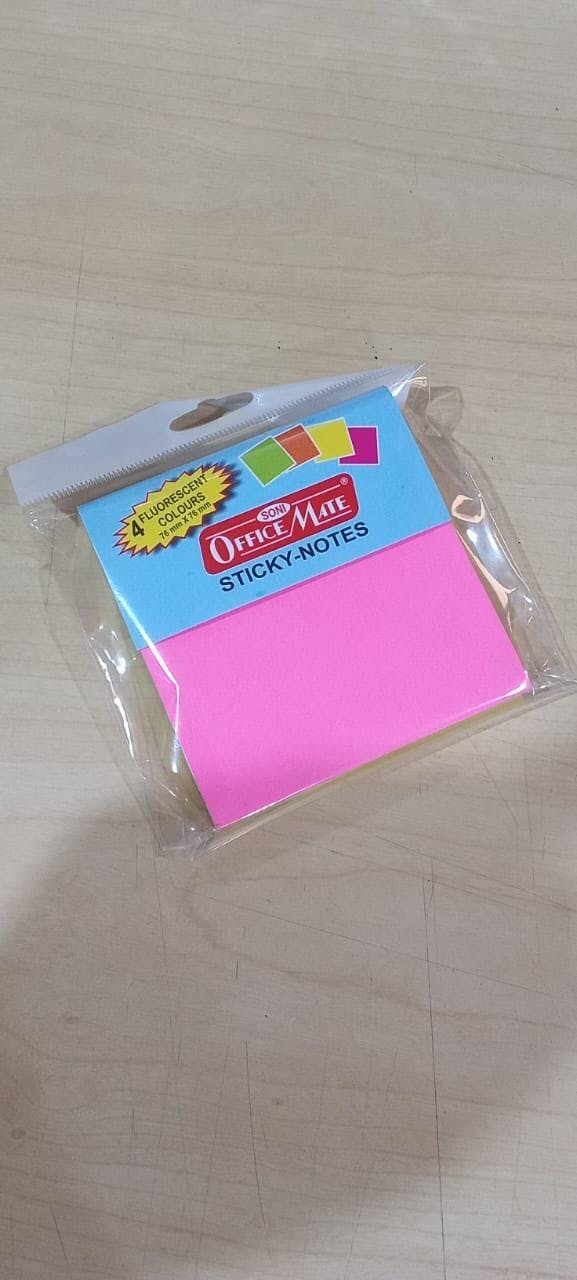 4 FLUORESCENT
COLOURS
76 mm X 76 mm
SONI
OFFICE MATE®
STICKY-NOTES